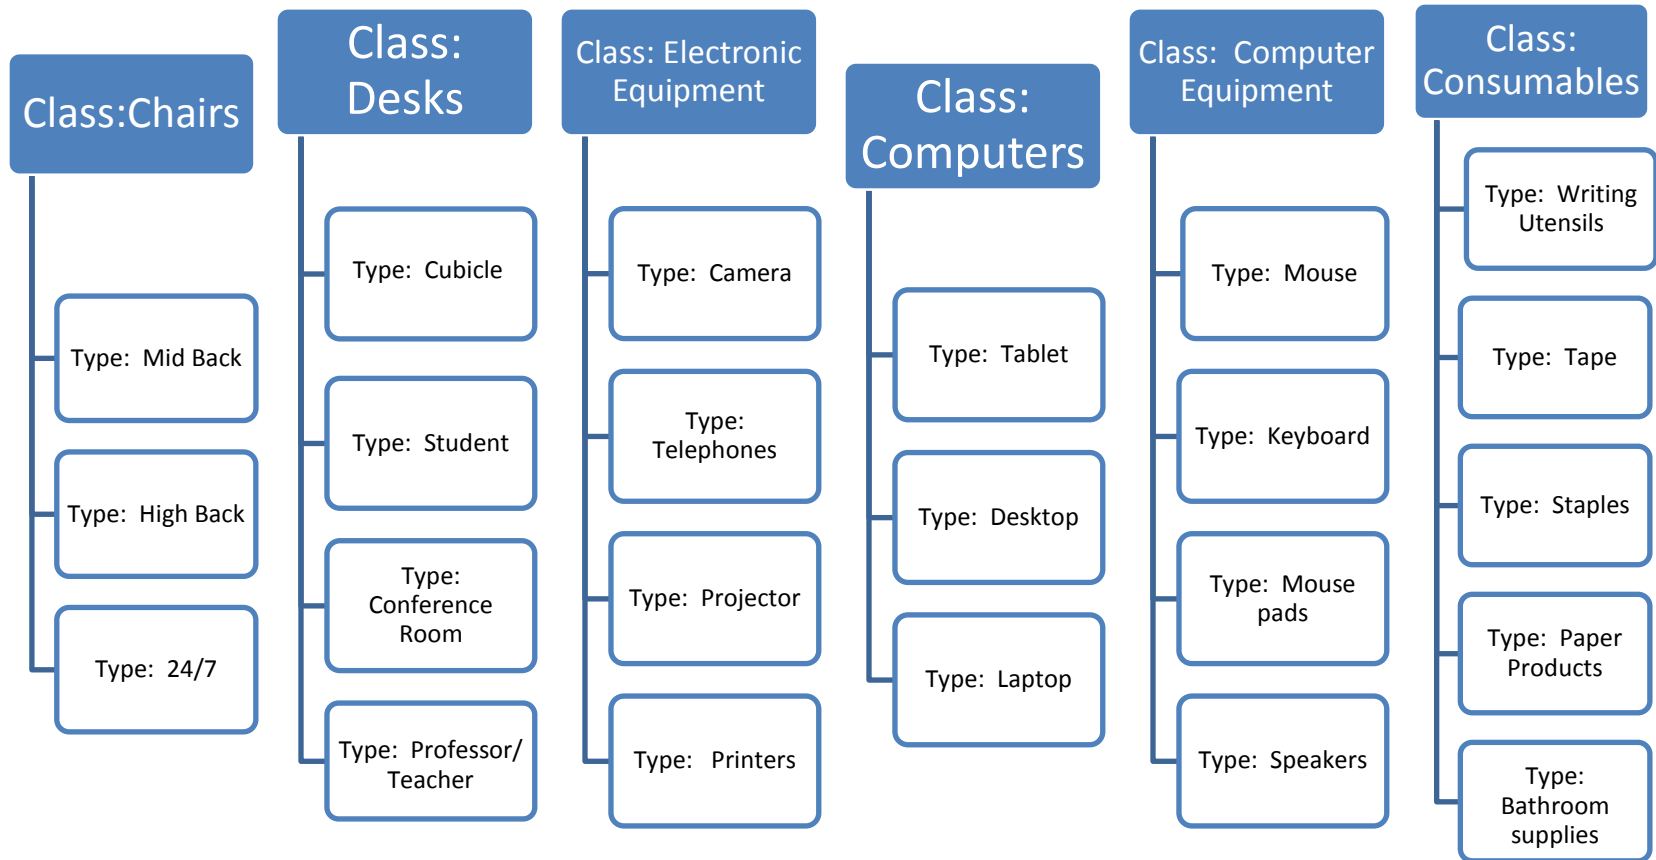 Class:Chairs
Type:  Mid Back
Type:  High Back
Type:  24/7
Class:
Desks
Type:  Cubicle
Type:  Student
Type:
Conference
Room
Type:  Professor/
Teacher
Class: Electronic
Equipment
Type:  Camera
Type:
Telephones
Type:  Projector
Type:  Printers
Class:
Computers
Type:  Tablet
Type:  Desktop
Type:  Laptop
Class:  Computer
Equipment
Type:  Mouse
Type:  Keyboard
Type:  Mouse
pads
Type:  Speakers
Class:
Consumables
Type:  Writing
Utensils
Type:  Tape
Type:  Staples
Type:  Paper
Products
Type:
Bathroom
supplies